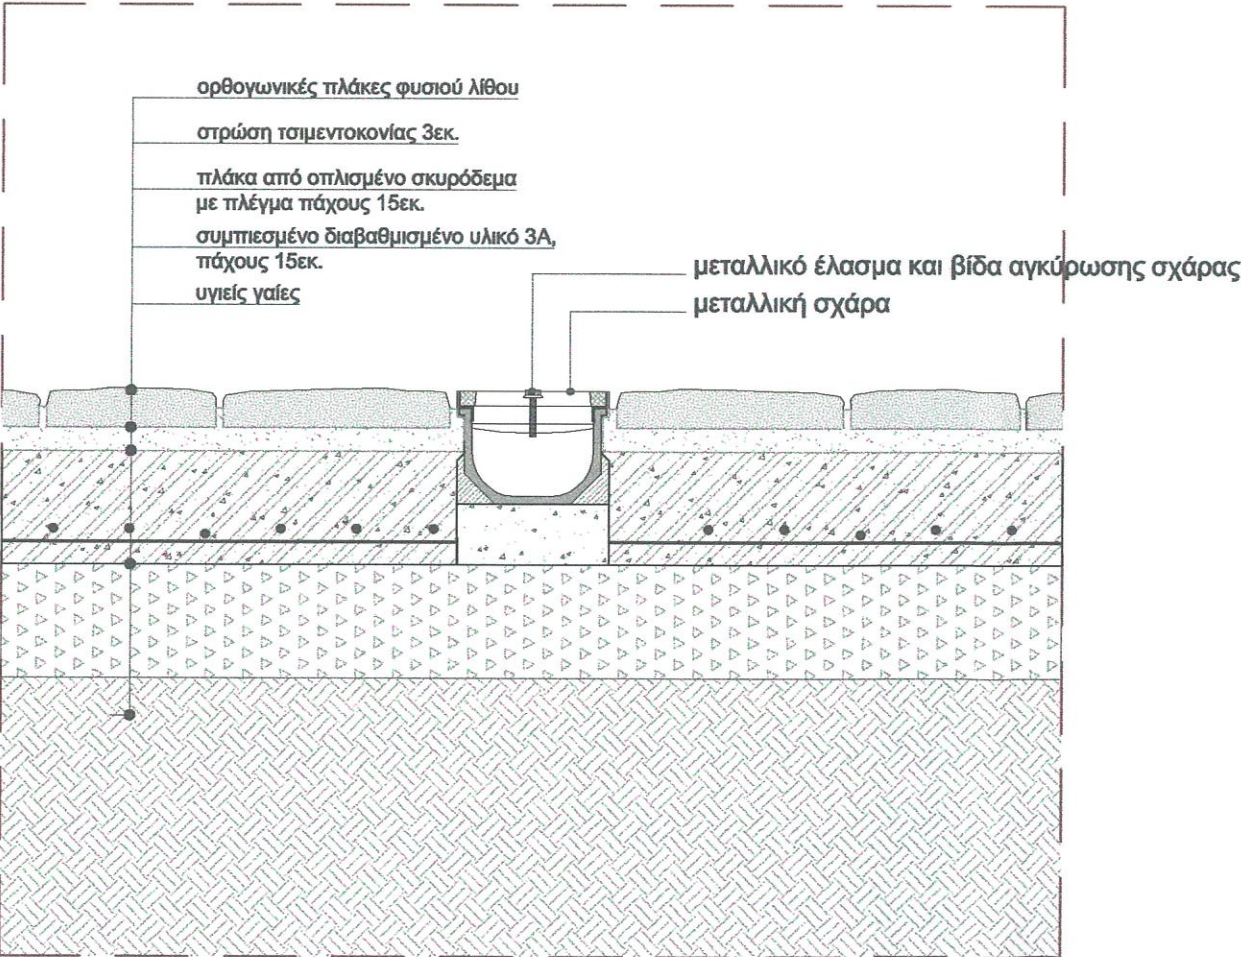 ορθογωνικές πλάκες φυσιού λίθου
στρώση τσιμεντοκονίας 3εκ.
πλάκα από οπλισμένο σκυρόδεμα
με πλέγμα πάχους 15εκ.
συμπιεσμένο διαβαθμισμένο υλικό 3Α,
πάχους 15εκ.
υγιείς γαίες
μεταλλικό έλασμα και βίδα αγκύρωσης σχάρας
μεταλλική σχάρα